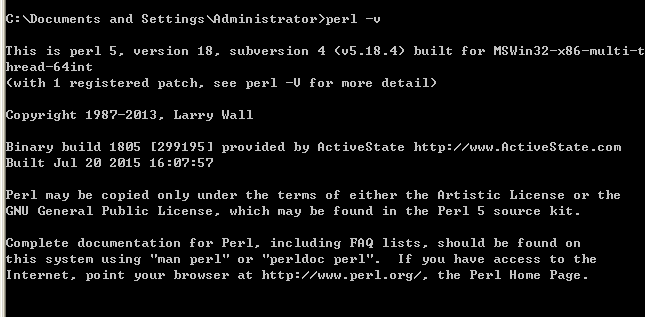 C:\Documents and Settings\Administrator>perl -v
This is perl 5, version 18, subversion 4 (v5.18.4) built for MSWin32-x86-multi-t
hread-64int
(with 1 registered patch, see perl -V for more detail)
Copyright 1987-2013, Larry Wall
Binary build 1805 [299195] provided by ActiveState http://www.ActiveState.com
Built Jul 20 2015 16:07:57
Perl may be copied only under the terms of either the Artistic License or the
GNU General Public License, which may be found in the Perl 5 source kit.
Complete documentation for Perl, including FAQ lists, should be found on
this system using "man perl" or "perldoc perl".  If you have access to the
Internet, point your browser at http://www.perl.org/, the Perl Home Page.